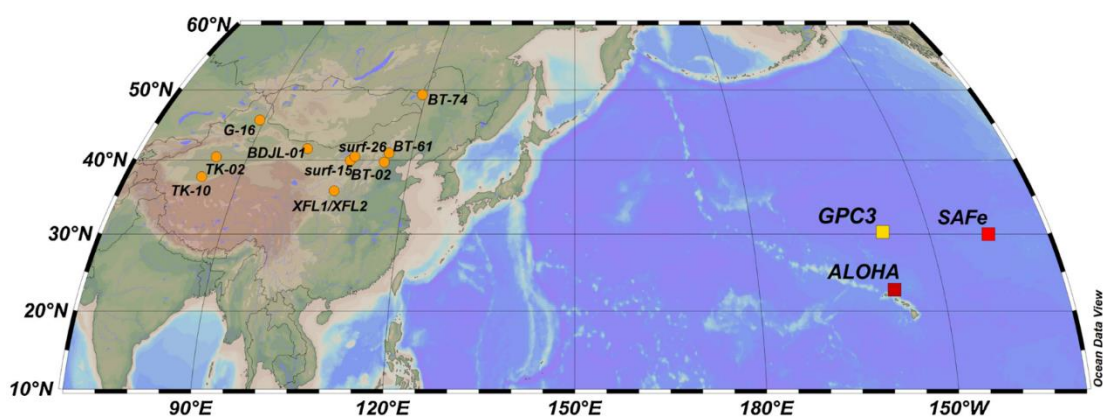 60°N
50°N
BT-74
G-16
40°N
BDJL-01
surf-26
BT-61
TK-02
surf-15
BT-02
TK-10
XFL1/XFL2
30°N
GPC3
SAFe
ALOHA
20°N
10°N
90°E
120°E
150°E
180°E
150°W
Ocean Data View